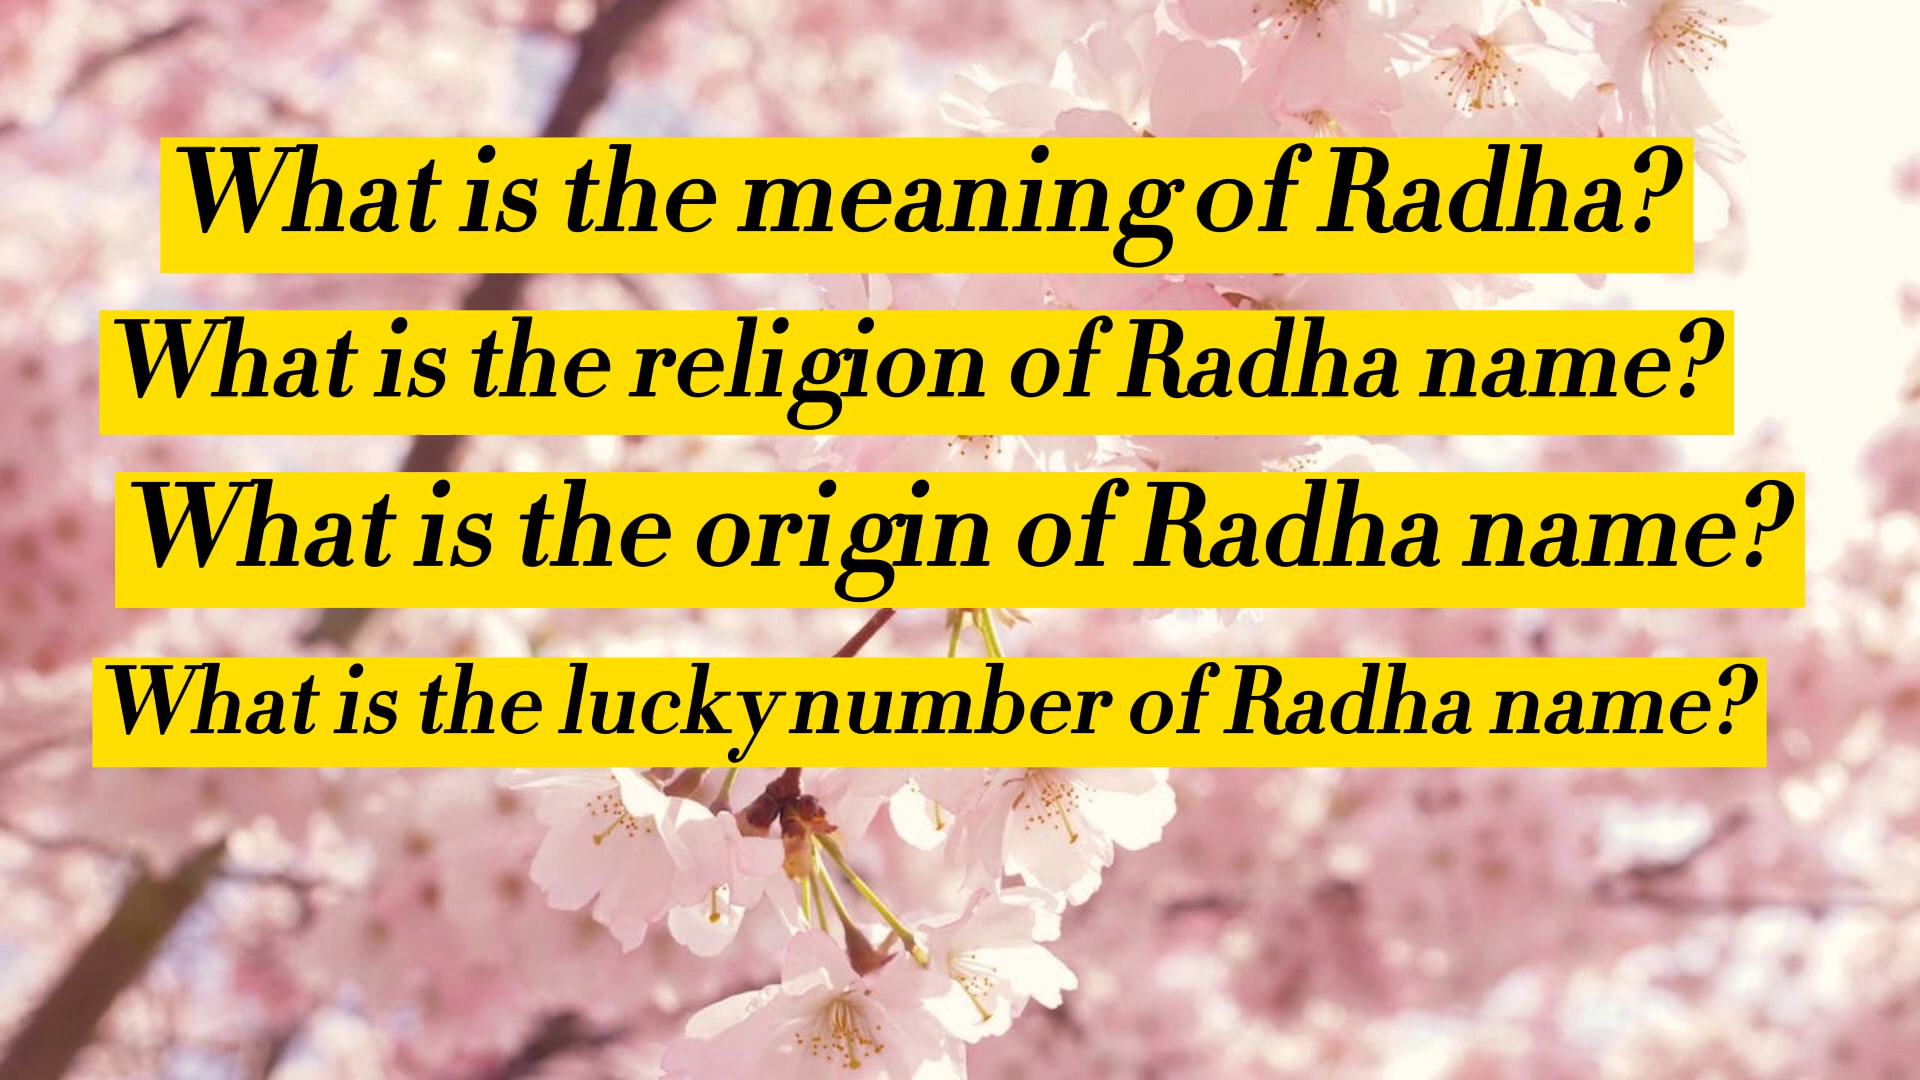 What is the meaning of Radha?
What is the religion of Radha name?
What is the origin of Radha name?
What is the lucky number of Radha name?